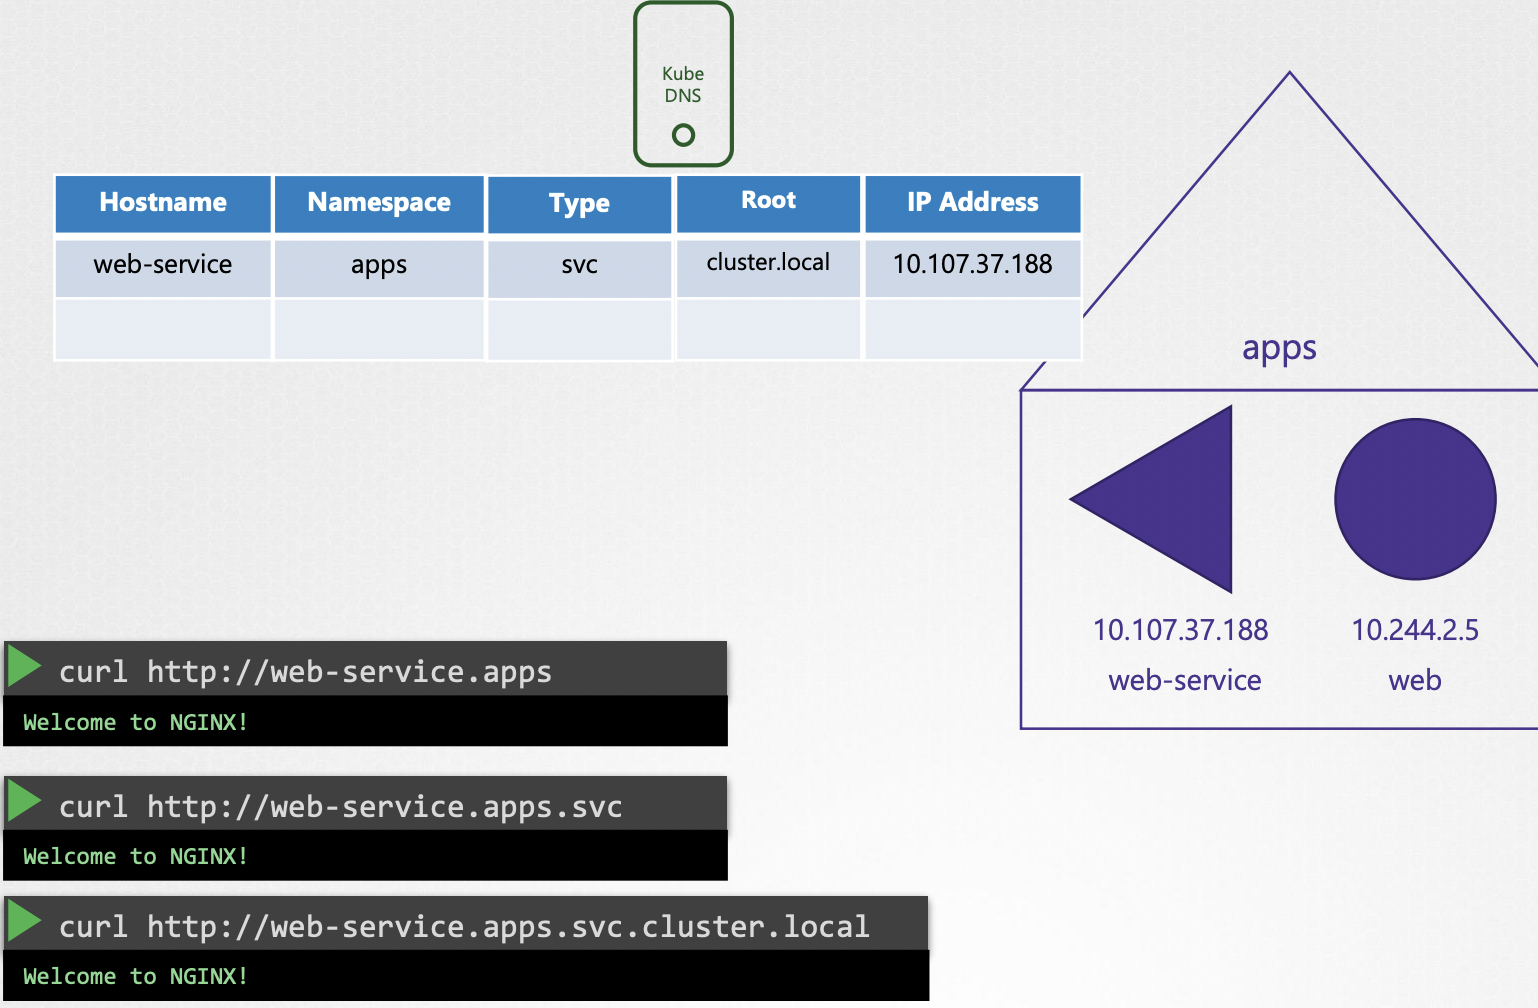 Kube
DNS
Hostname Namespace Type Root IP Address
web-service apps svc cluster.local 10.107.37.188
apps
10.107.37.188 10.244.2.5
web-service web
curl http://web-service.apps
Welcome to NGINX!
curl http://web-service.apps.svc
Welcome to NGINX!
curl http://web-service.apps.svc.cluster.local
Welcome to NGINX!